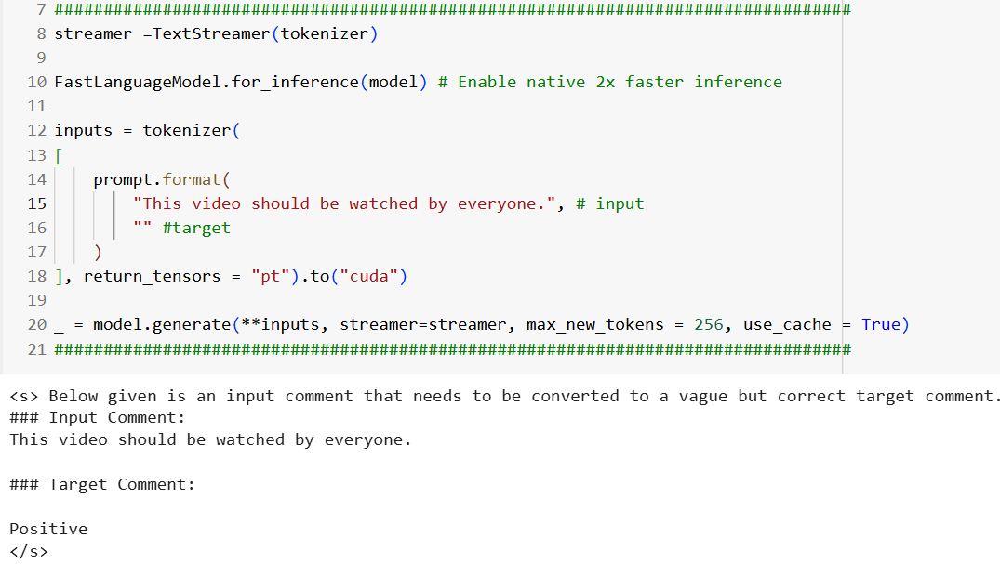 7 #################################################################################
8 streamer =TextStreamer(tokenizer)
9
10 FastLanguageModel.for_inference(model) # Enable native 2x faster inference
11
12 inputs = tokenizer(
13 [
14     prompt.format(
15         "This video should be watched by everyone.", # input
16         "" #target
17     )
18 ], return_tensors = "pt").to("cuda")
19
20 _ = model.generate(**inputs, streamer=streamer, max_new_tokens = 256, use_cache = True)
21 #################################################################################
<s> Below given is an input comment that needs to be converted to a vague but correct target comment.
### Input Comment:
This video should be watched by everyone.

### Target Comment:

Positive
</s>